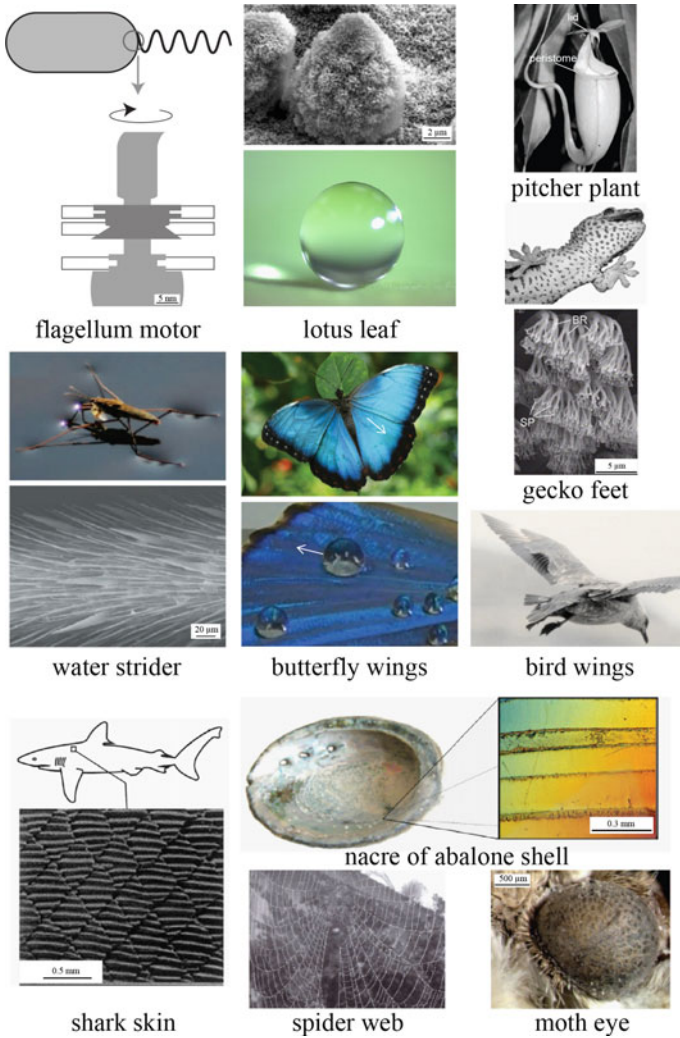 lid
peristome
2 μm
pitcher plant
5 nm
flagellum motor
lotus leaf
BR
SP
5 μm
gecko feet
20 μm
water strider
butterfly wings
bird wings
0.3 mm
nacre of abalone shell
500 μm
0.5 mm
shark skin
spider web
moth eye